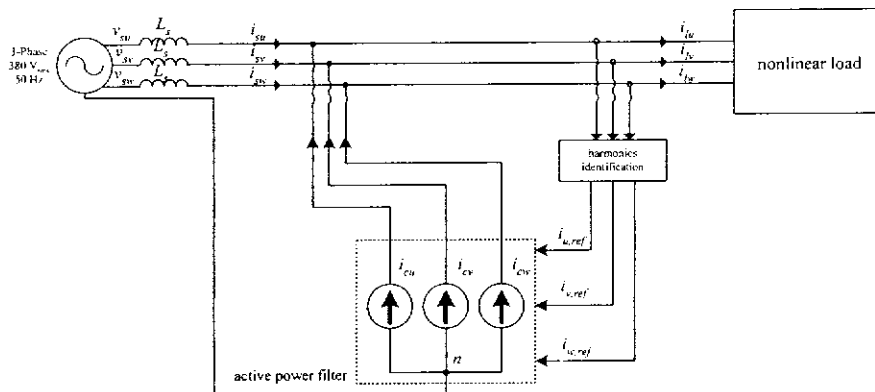 v_su L_s i_su i_lu
3-Phase
380 V_rms
50 Hz
v_sv L_s i_sv i_lv
v_sw L_s i_sw i_lw
nonlinear load
harmonics
identification
i_u,ref
i_cu i_cv i_cw
i_v,ref
n
i_w,ref
active power filter